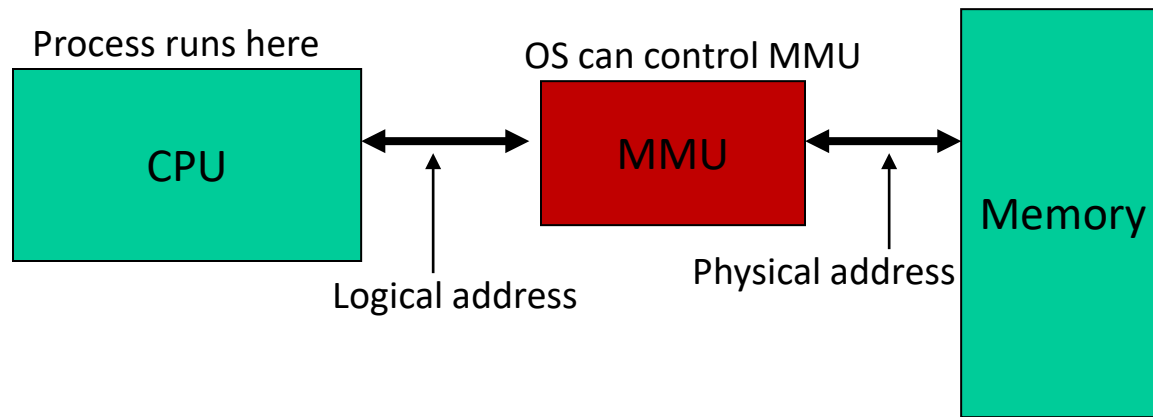 Process runs here
OS can control MMU
CPU
MMU
Memory
Logical address
Physical address